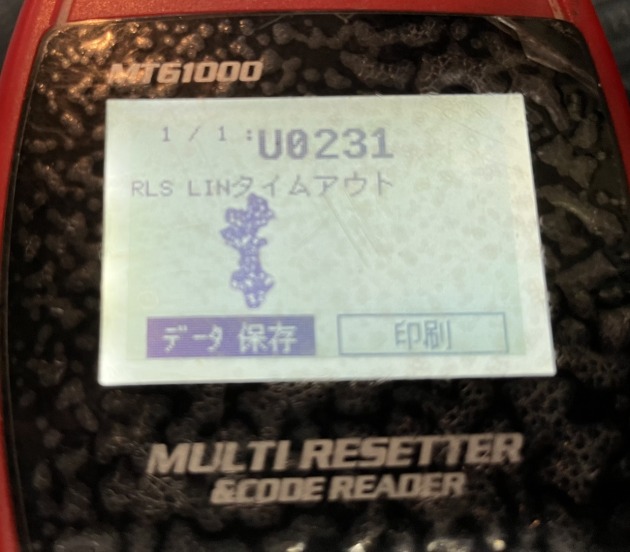 MT61000
1 / 1 :U0231
RLS LINタイムアウト
データ 保存
印刷
MULTI RESETTER
&CODE READER